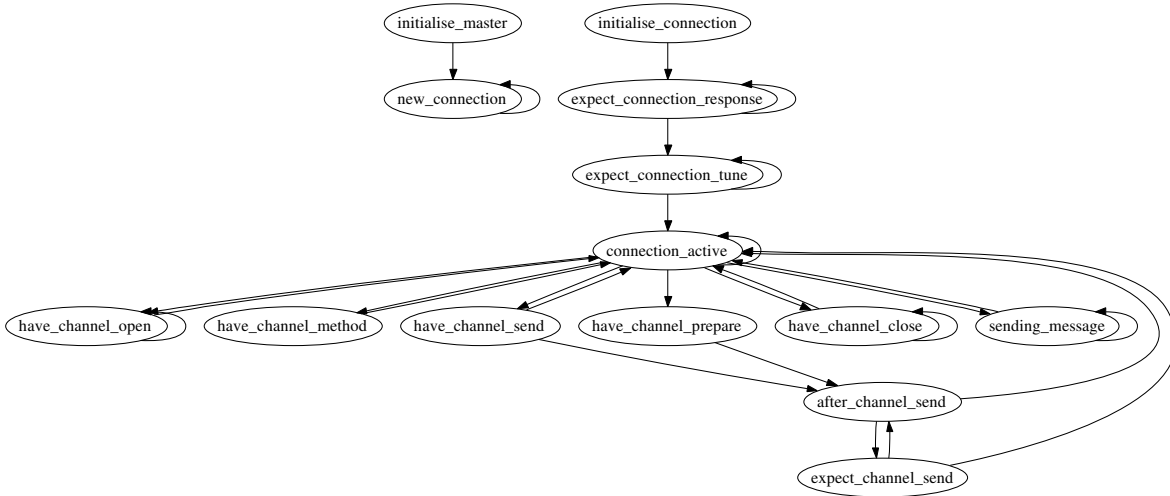 initialise_master
initialise_connection
new_connection
expect_connection_response
expect_connection_tune
connection_active
have_channel_open
have_channel_method
have_channel_send
have_channel_prepare
have_channel_close
sending_message
after_channel_send
expect_channel_send